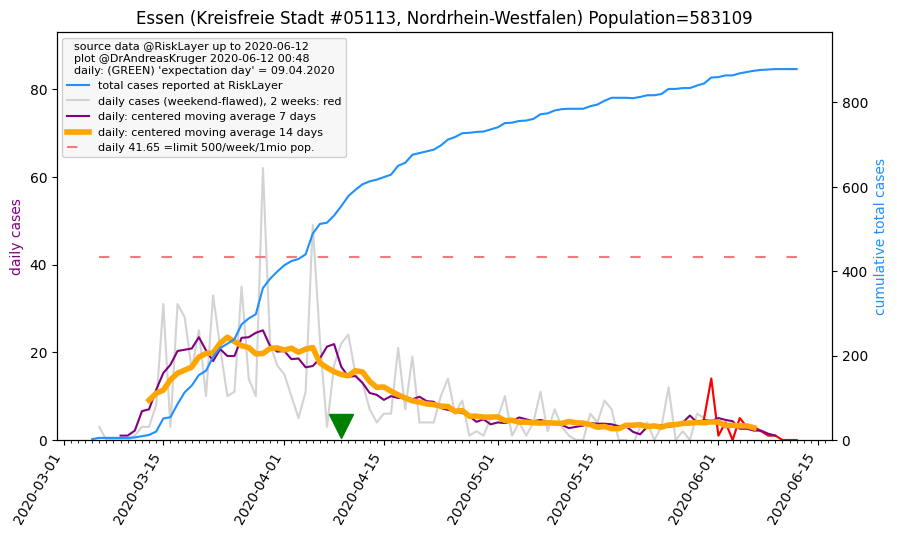 Essen (Kreisfreie Stadt #05113, Nordrhein-Westfalen) Population=583109
source data @RiskLayer up to 2020-06-12
plot @DrAndreasKruger 2020-06-12 00:48
daily: (GREEN) 'expectation day' = 09.04.2020
total cases reported at RiskLayer
daily cases (weekend-flawed), 2 weeks: red
daily: centered moving average 7 days
daily: centered moving average 14 days
daily 41.65 =limit 500/week/1mio pop.
daily cases
80
60
40
20
0
cumulative total cases
800
600
400
200
0
2020-03-01
2020-03-15
2020-04-01
2020-04-15
2020-05-01
2020-05-15
2020-06-01
2020-06-15